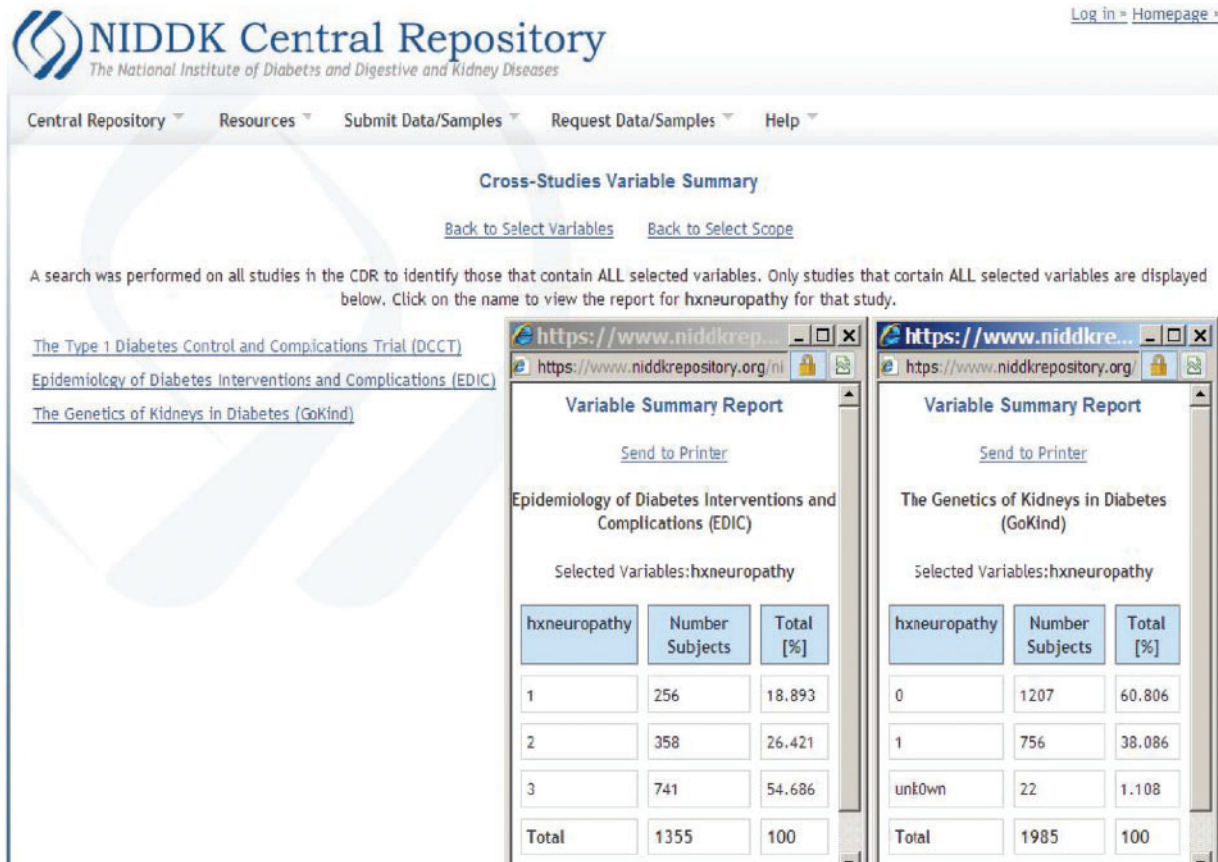 Log in » Homepage »
NIDDK Central Repository
The National Institute of Diabetes and Digestive and Kidney Diseases
Central Repository Resources Submit Data/Samples Request Data/Samples Help
Cross-Studies Variable Summary
Back to Select Variables Back to Select Scope
A search was performed on all studies in the CDR to identify those that contain ALL selected variables. Only studies that contain ALL selected variables are displayed
below. Click on the name to view the report for hxneuropathy for that study.
The Type 1 Diabetes Control and Complications Trial (DCCT)
Epidemiology of Diabetes Interventions and Complications (EDIC)
The Genetics of Kidneys in Diabetes (GoKind)
https://www.niddkrep...
https://www.niddkrepository.org/ni
Variable Summary Report
Send to Printer
Epidemiology of Diabetes Interventions and
Complications (EDIC)
Selected Variables:hxneuropathy
hxneuropathy Number Subjects Total [%]
1 256 18.893
2 358 26.421
3 741 54.686
Total 1355 100
https://www.niddkre...
https://www.niddkrepository.org/
Variable Summary Report
Send to Printer
The Genetics of Kidneys in Diabetes
(GoKind)
Selected Variables:hxneuropathy
hxneuropathy Number Subjects Total [%]
0 1207 60.806
1 756 38.086
unk0wn 22 1.108
Total 1985 100